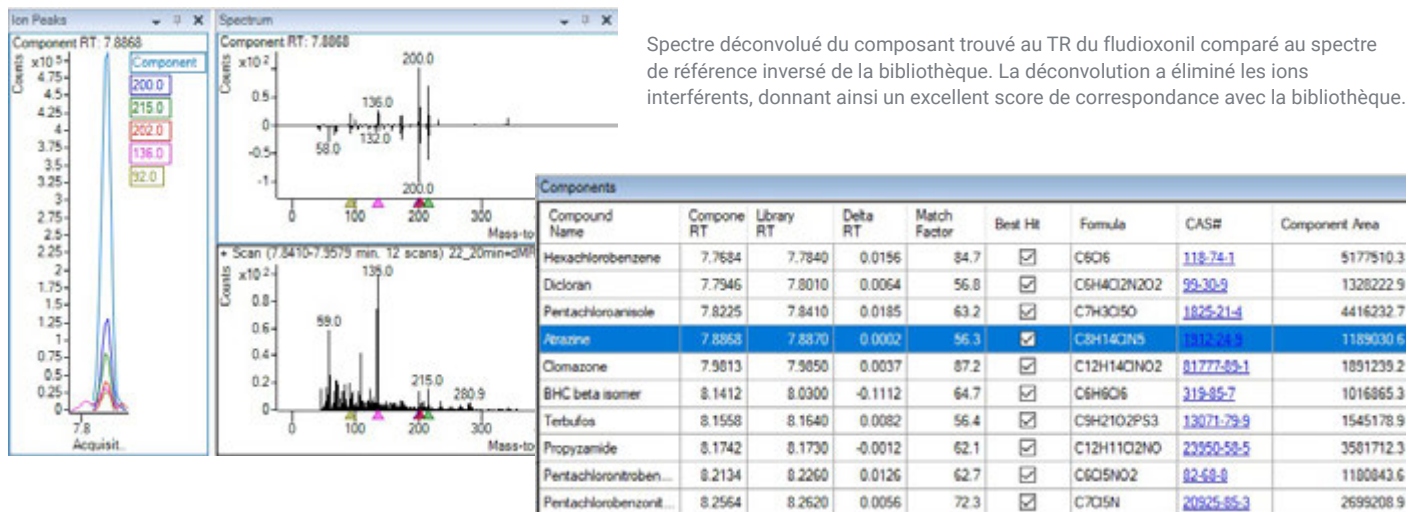 Ion Peaks
Component RT: 7.8868
Counts
x10 5
4.75
4.5
4.25
4
3.75
3.5
3.25
3
2.75
2.5
2.25
2
1.75
1.5
1.25
1
0.75
0.5
0.25
0
7.8
Acquisit..
Component
200.0
215.0
202.0
136.0
92.0
Spectrum
Component RT: 7.8868
Counts
x10 2
200.0
0.5
136.0
0
58.0
132.0
-0.5
-1
200.0
0 100 200 300
Mass-to
+ Scan (7.8410-7.9579 min. 12 scans) 22_20min+dMR
Counts
x10 2
135.0
0.8
0.6
59.0
0.4
0.2
215.0
280.9
0
0 100 200 300
Mass-to
Spectre déconvolué du composant trouvé au TR du fludioxonil comparé au spectre
de référence inversé de la bibliothèque. La déconvolution a éliminé les ions
interférents, donnant ainsi un excellent score de correspondance avec la bibliothèque.
Components
Compound Name Compone RT Library RT Delta RT Match Factor Best Hit Formula CAS# Component Area
Hexachlorobenzene 7.7684 7.7840 0.0156 84.7 C6Cl6 118-74-1 5177510.3
Dicloran 7.7946 7.8010 0.0064 56.8 C6H4Cl2N2O2 99-30-9 1328222.9
Pentachloroanisole 7.8225 7.8410 0.0185 63.2 C7H3Cl5O 1825-21-4 4416232.7
Atrazine 7.8868 7.8870 0.0002 56.3 C8H14ClN5 1912-24-9 1189030.6
Clomazone 7.9813 7.9850 0.0037 87.2 C12H14ClNO2 81777-89-1 1891239.2
BHC beta isomer 8.1412 8.0300 -0.1112 64.7 C6H6Cl6 319-85-7 1016865.3
Terbufos 8.1558 8.1640 0.0082 56.4 C9H21O2PS3 13071-79-9 1545178.9
Propyzamide 8.1742 8.1730 -0.0012 62.1 C12H11Cl2NO 23950-58-5 3581712.3
Pentachlorontroben... 8.2134 8.2260 0.0126 62.7 C6Cl5NO2 82-68-8 1180843.6
Pentachlorobenzonit... 8.2564 8.2620 0.0056 72.3 C7Cl5N 20925-85-3 2699208.9